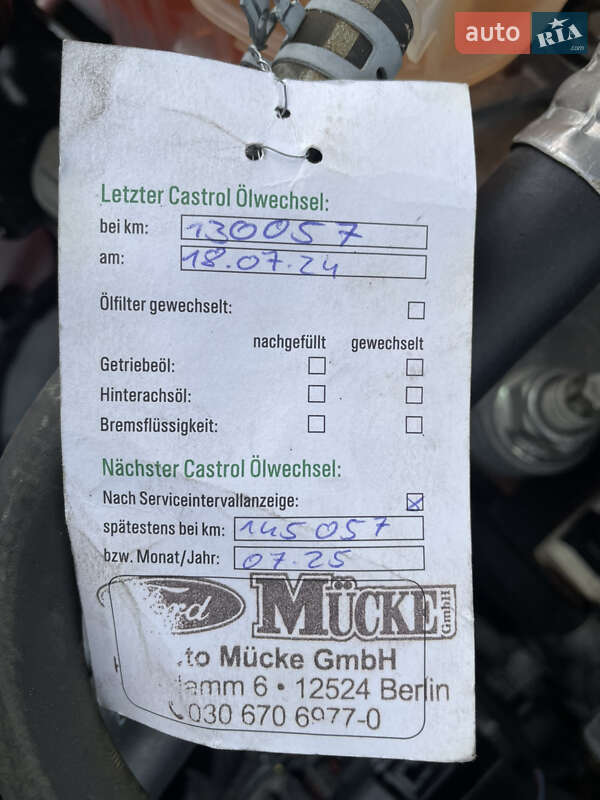 auto RIA.com
Letzter Castrol Ölwechsel:
bei km: 130057
am: 18.07.24
Ölfilter gewechselt:
nachgefüllt gewechselt
Getriebeöl:
Hinterachsöl:
Bremsflüssigkeit:
Nächster Castrol Ölwechsel:
Nach Serviceintervallanzeige:
spätestens bei km: 145057
bzw. Monat/Jahr: 07.25
Ford MÜCKE GmbH
Mücke GmbH
6 • 12524 Berlin
030 670 6977-0